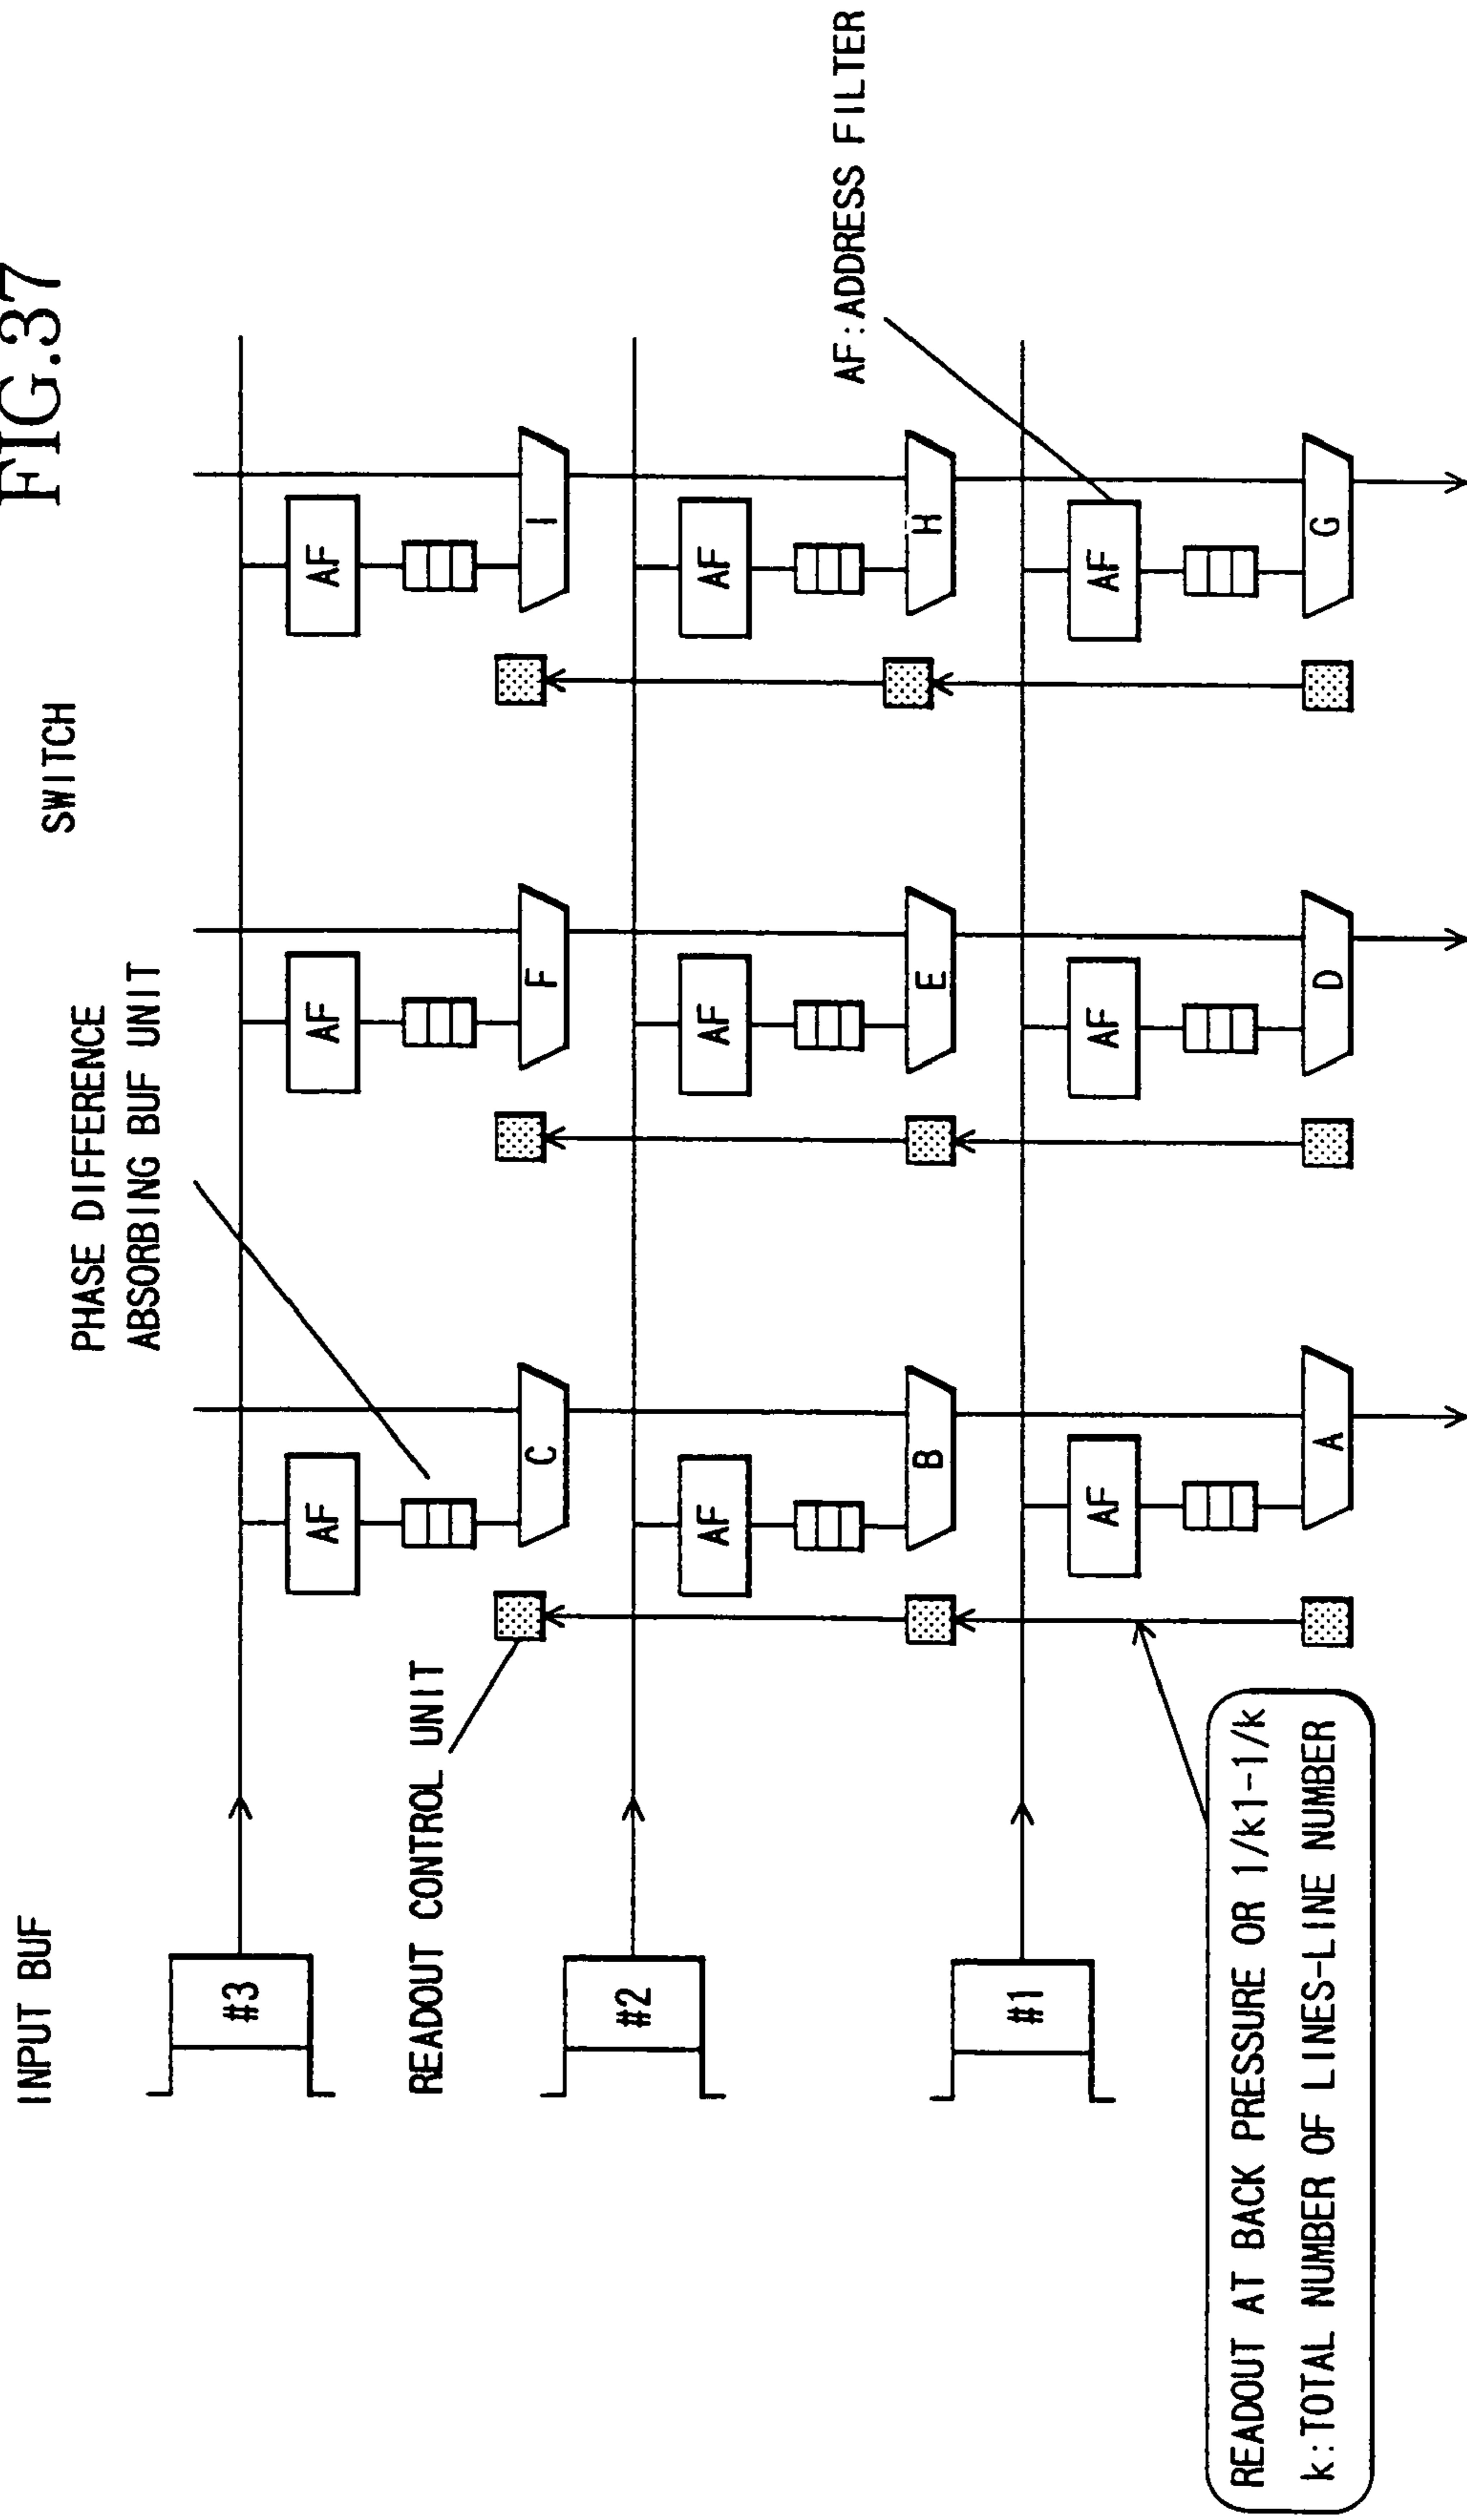 FIG.37
INPUT BUF
SWITCH
PHASE DIFFERENCE
ABSORBING BUF UNIT
#3
AF
AF
AF
READOUT CONTROL UNIT
C
F
I
#2
AF
AF
AF
AF:ADDRESS FILTER
B
E
H
#1
AF
AF
AF
A
D
G
READOUT AT BACK PRESSURE OR 1/k1-1/k
k:TOTAL NUMBER OF LINES-LINE NUMBER